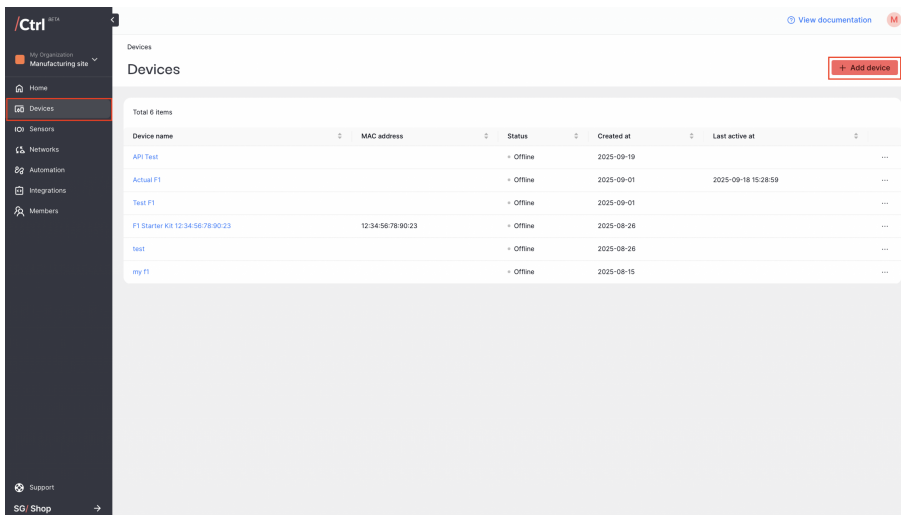 /Ctrl BETA
View documentation
M
My Organization
Manufacturing site
Home
Devices
Sensors
Networks
Automation
Integrations
Members
Support
SG/ Shop
Devices
Devices
+ Add device
Total 6 items
Device name MAC address Status Created at Last active at
API Test Offline 2025-09-19 ...
Actual F1 Offline 2025-09-01 2025-09-18 15:28:59 ...
Test F1 Offline 2025-09-01 ...
F1 Starter Kit 12:34:56:78:90:23 12:34:56:78:90:23 Offline 2025-08-26 ...
test Offline 2025-08-26 ...
my f1 Offline 2025-08-15 ...